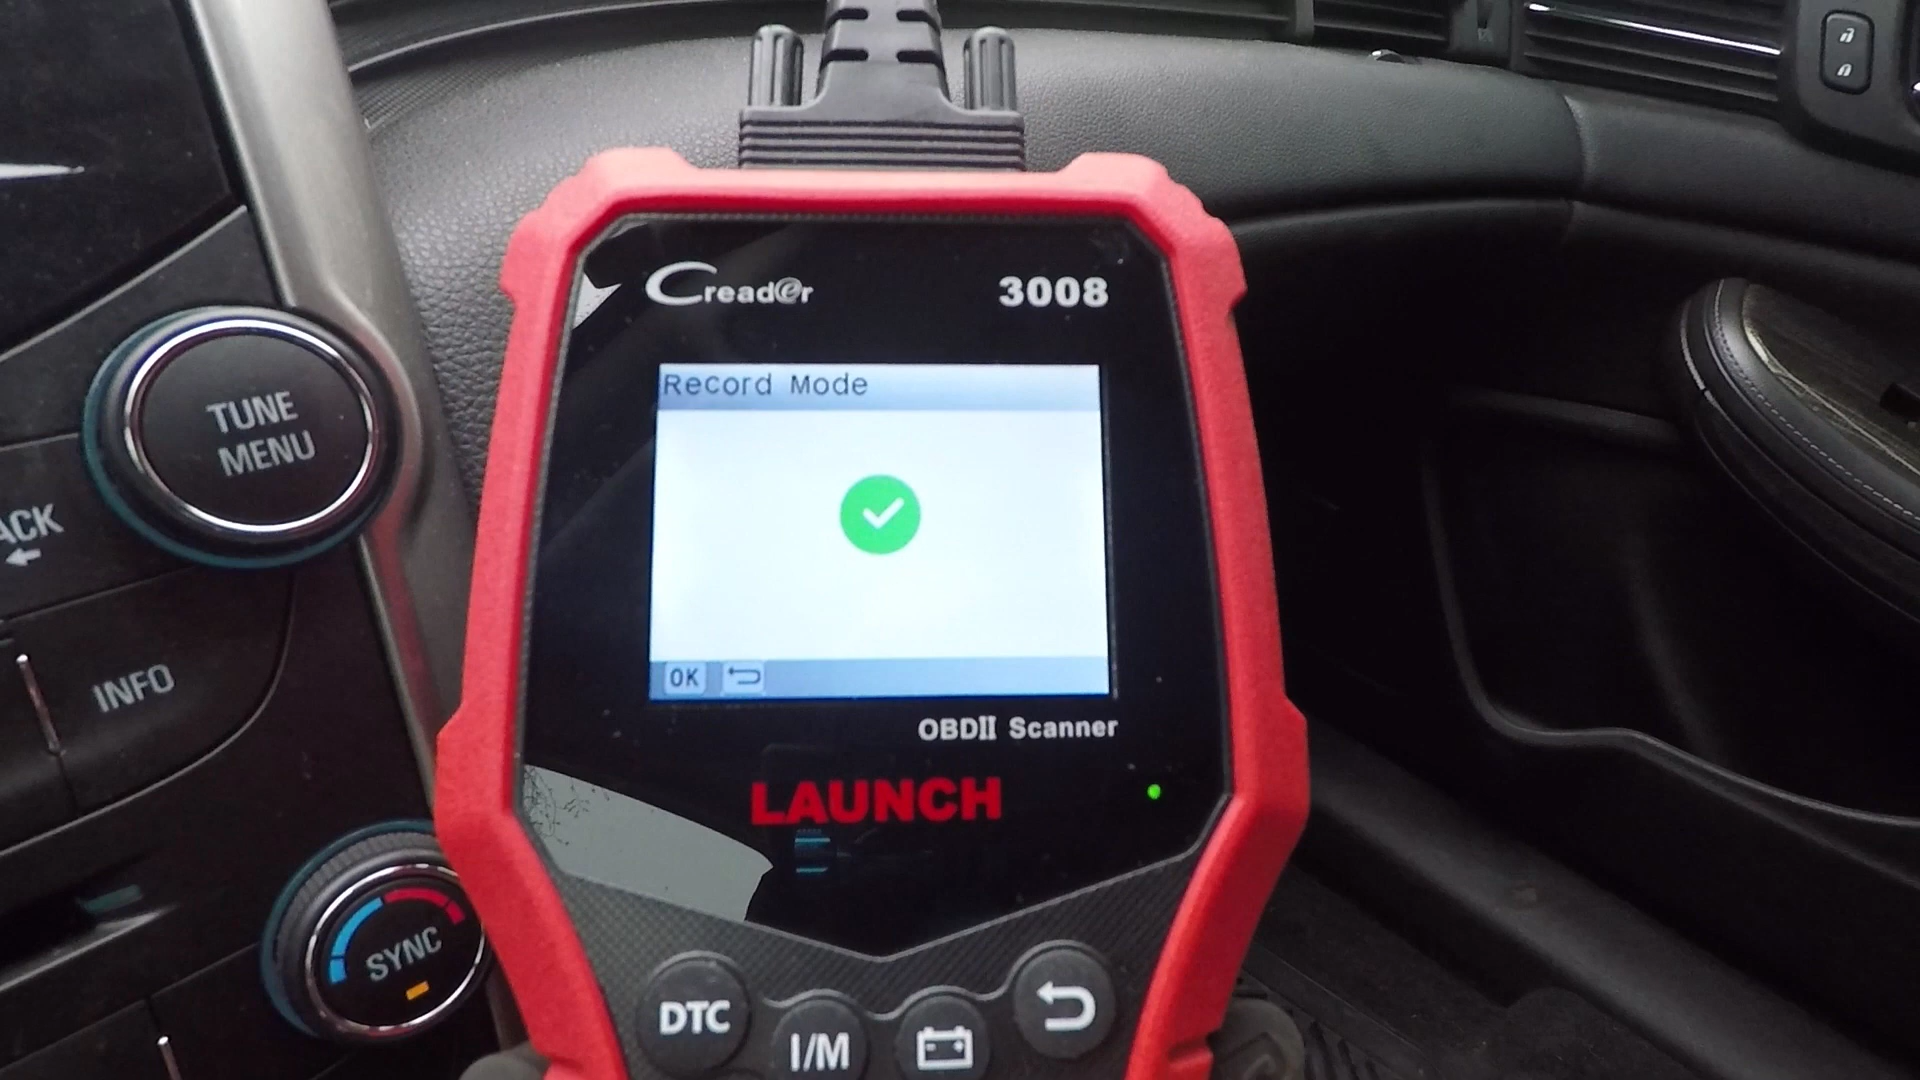 TUNE
MENU
ACK
INFO
SYNC
Creader
3008
Record Mode
OK
OBDII Scanner
LAUNCH
DTC
I/M